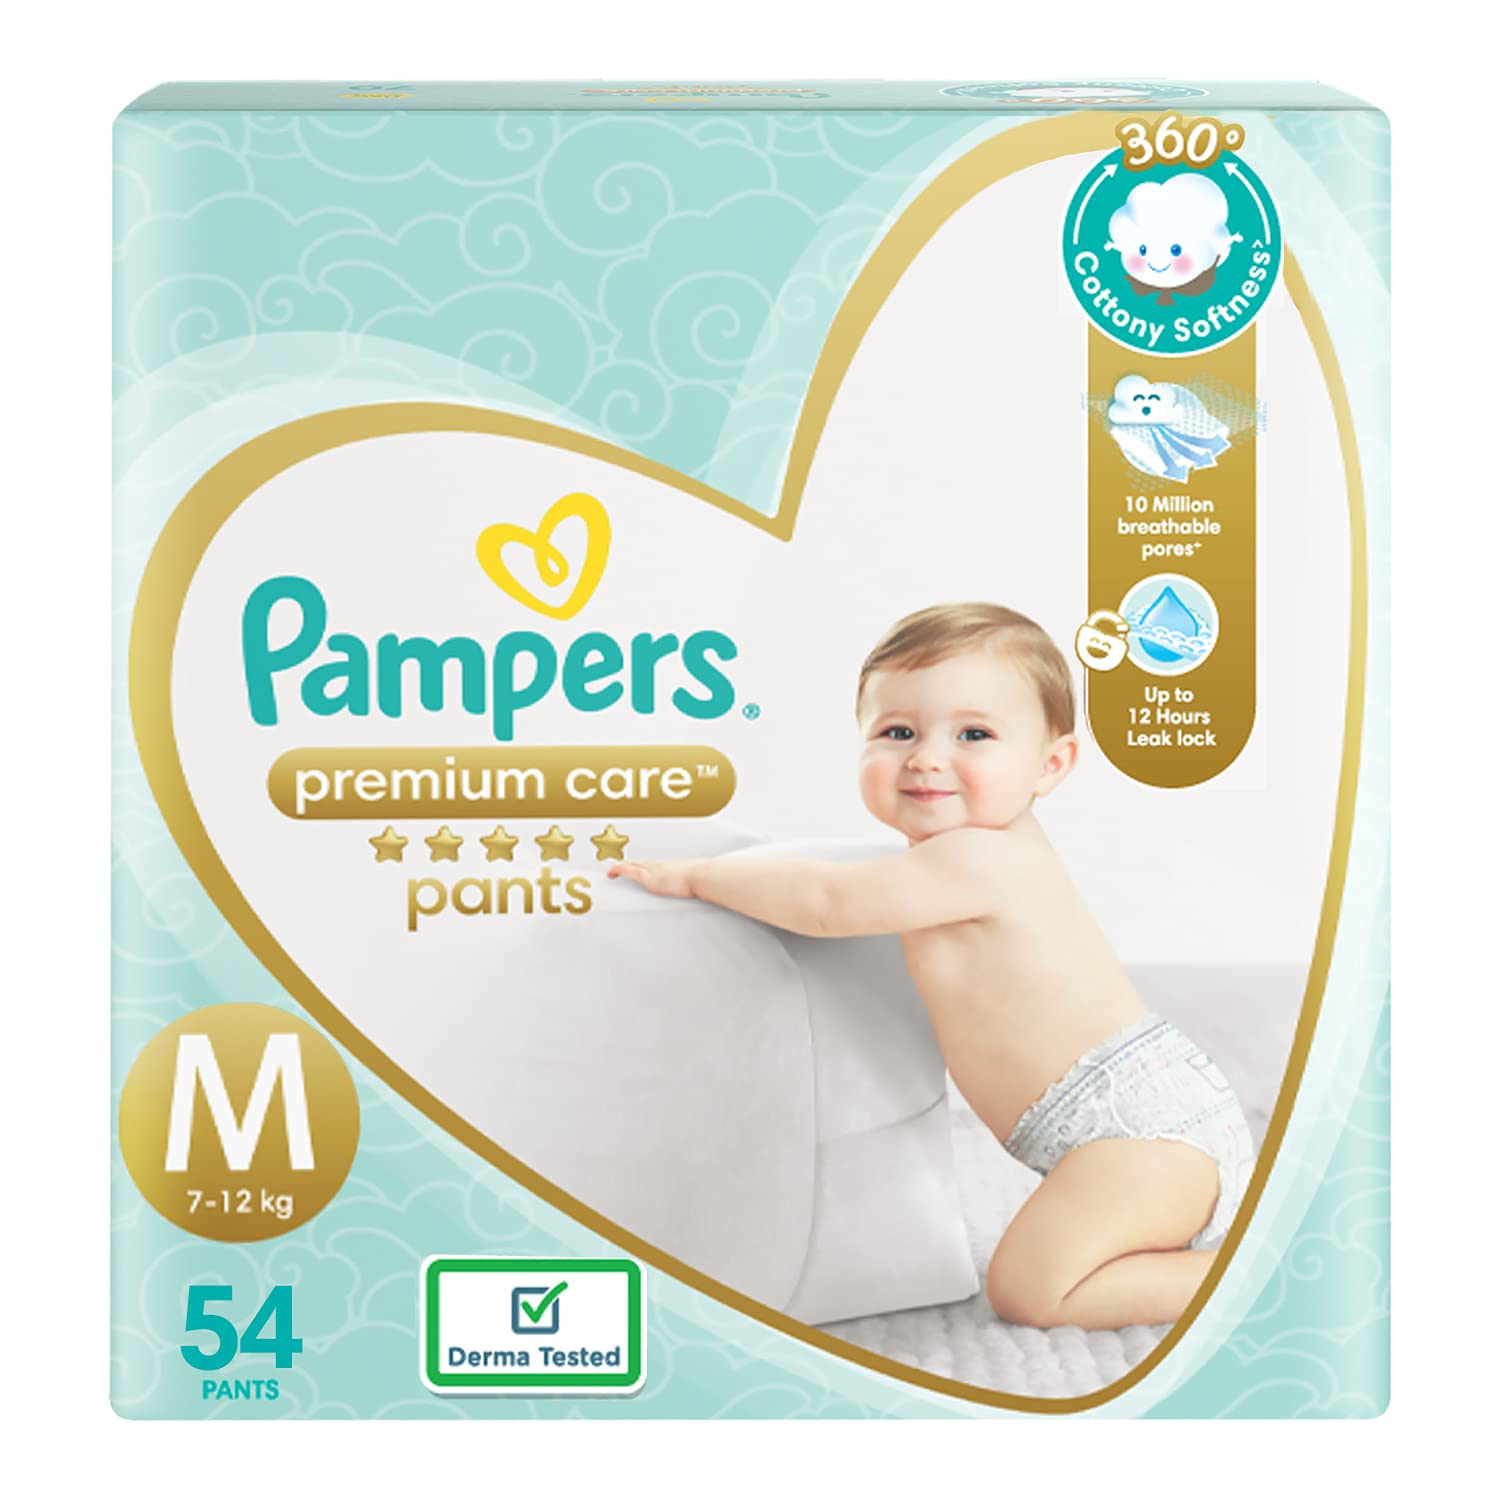 360°
Cottony Softness^
10 Million
breathable
pores+
Up to
12 Hours
Leak lock
Pampers®
premium care™
pants
M
7-12 kg
54
PANTS
Derma Tested